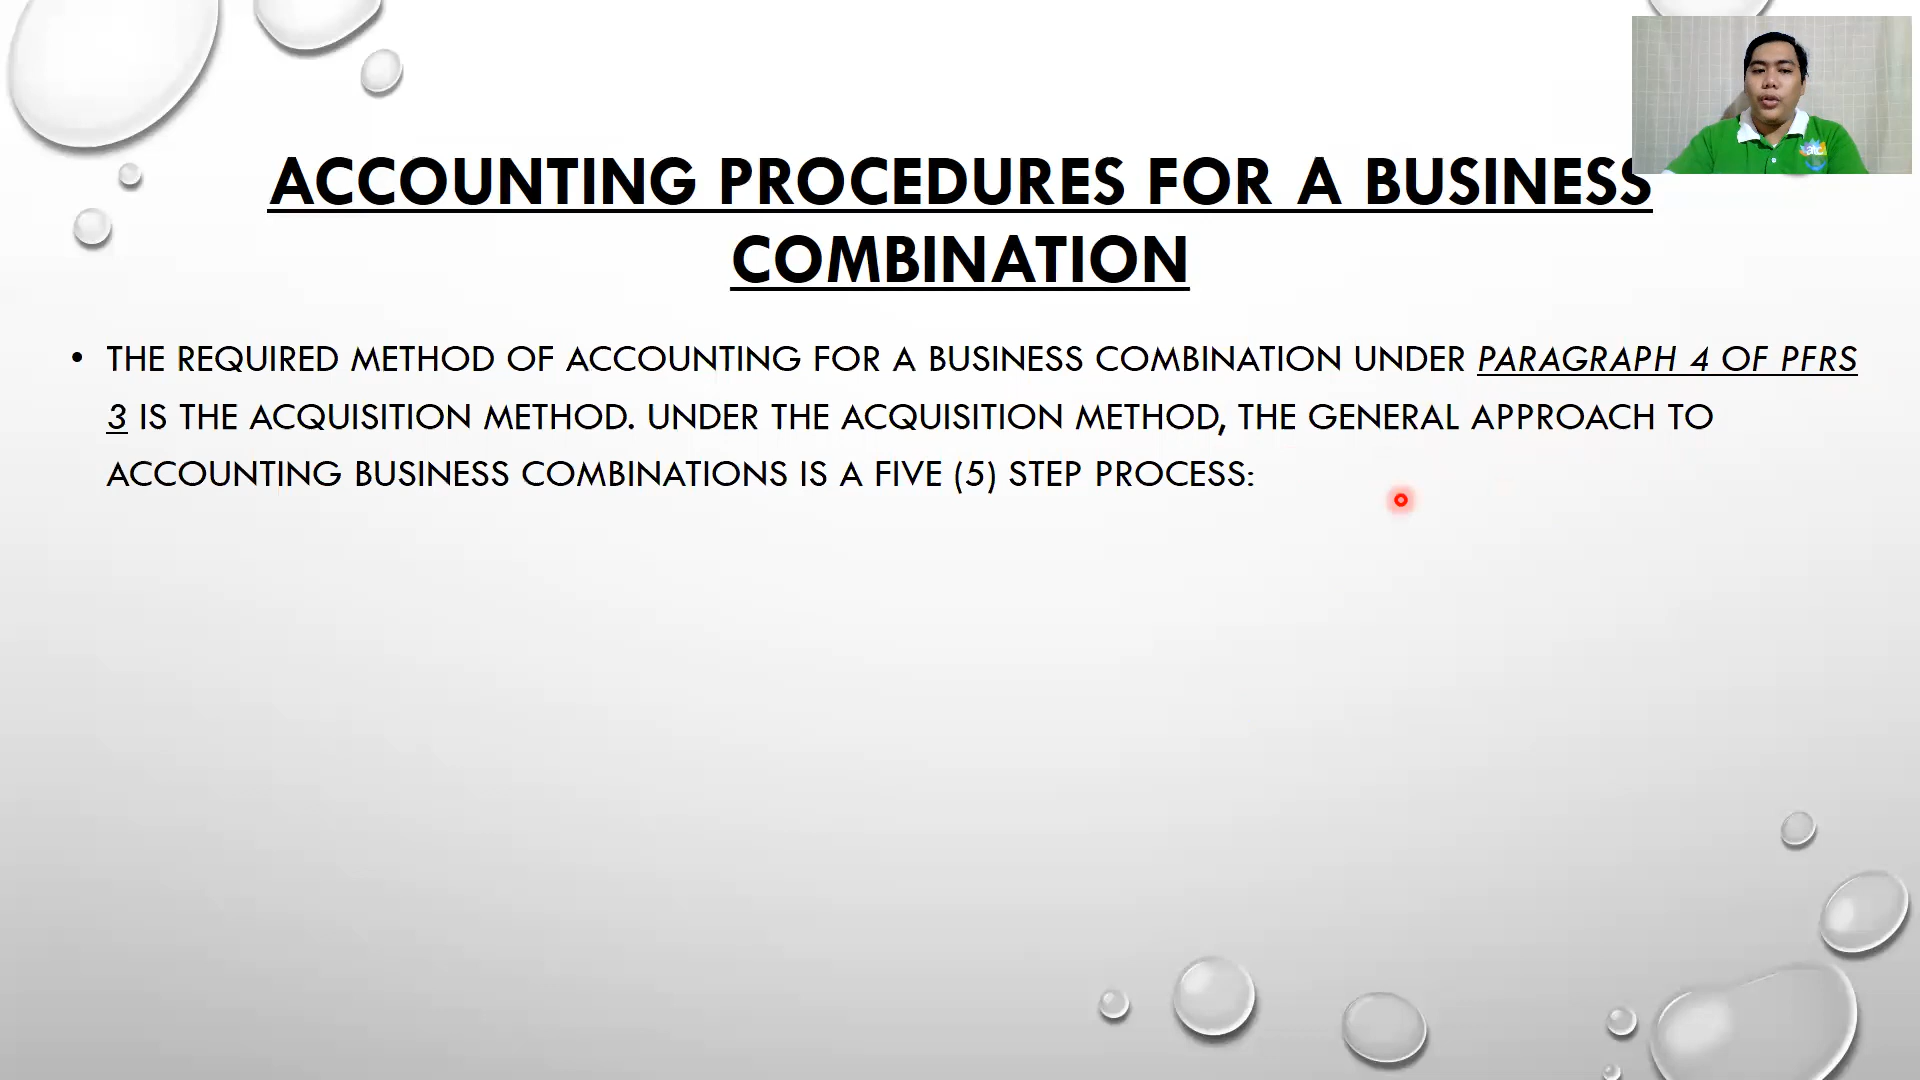 ACCOUNTING PROCEDURES FOR A BUSINESS
COMBINATION
• THE REQUIRED METHOD OF ACCOUNTING FOR A BUSINESS COMBINATION UNDER PARAGRAPH 4 OF PFRS
3 IS THE ACQUISITION METHOD. UNDER THE ACQUISITION METHOD, THE GENERAL APPROACH TO
ACCOUNTING BUSINESS COMBINATIONS IS A FIVE (5) STEP PROCESS: